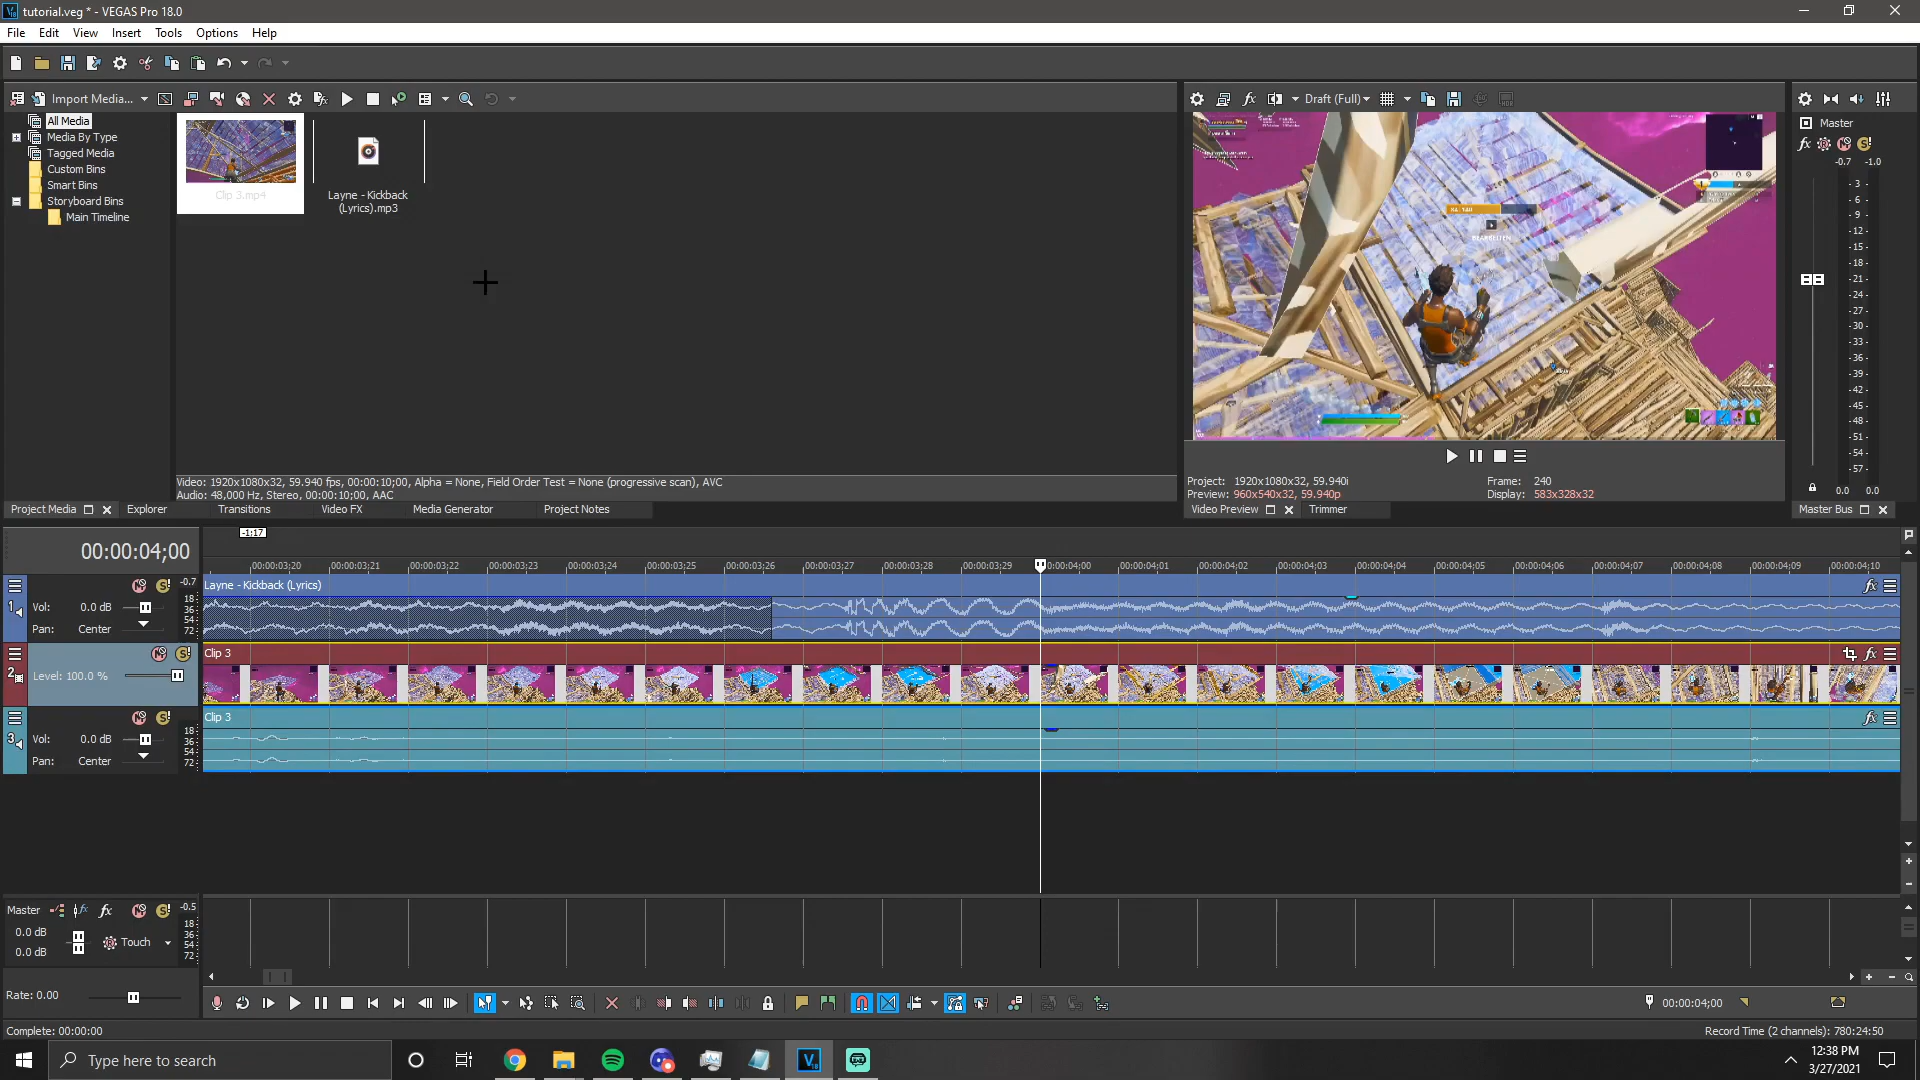 tutorial.veg * - VEGAS Pro 18.0
File Edit View Insert Tools Options Help
Import Media...
All Media
Media By Type
Tagged Media
Custom Bins
Smart Bins
Storyboard Bins
Main Timeline
Clip 3.mp4
Layne - Kickback
(Lyrics).mp3
Video: 1920x1080x32, 59.940 fps, 00:00:10;00, Alpha = None, Field Order Test = None (progressive scan), AVC
Audio: 48,000 Hz, Stereo, 00:00:10;00, AAC
Project Media Explorer Transitions Video FX Media Generator Project Notes
Draft (Full)
BEARBEITEN
Project: 1920x1080x32, 59.940i
Frame: 240
Preview: 960x540x32, 59.940p
Display: 583x328x32
Video Preview Trimmer
Master
fx
-0.7 -1.0
- 3 -
- 6 -
- 9 -
-12-
-15-
-18-
-21-
-24-
-27-
-30-
-33-
-36-
-39-
-42-
-45-
-48-
-51-
-54-
-57-
0.0 0.0
Master Bus
-1:17
00:00:04;00
00:00:03;20 00:00:03;21 00:00:03;22 00:00:03;23 00:00:03;24 00:00:03;25 00:00:03;26 00:00:03;27 00:00:03;28 00:00:03;29 00:00:04;00 00:00:04;01 00:00:04;02 00:00:04;03 00:00:04;04 00:00:04;05 00:00:04;06 00:00:04;07 00:00:04;08 00:00:04;09 00:00:04;10
1
-0.7
Layne - Kickback (Lyrics)
fx
Vol: 0.0 dB
Pan: Center
18
36
54
72
2
Clip 3
fx
Level: 100.0 %
3
Clip 3
fx
Vol: 0.0 dB
Pan: Center
18
36
54
72
Master fx fx -0.5
0.0 dB
0.0 dB
Touch
18
36
54
72
Rate: 0.00
00:00:04;00
Complete: 00:00:00
Record Time (2 channels): 780:24:50
Type here to search
12:38 PM
3/27/2021